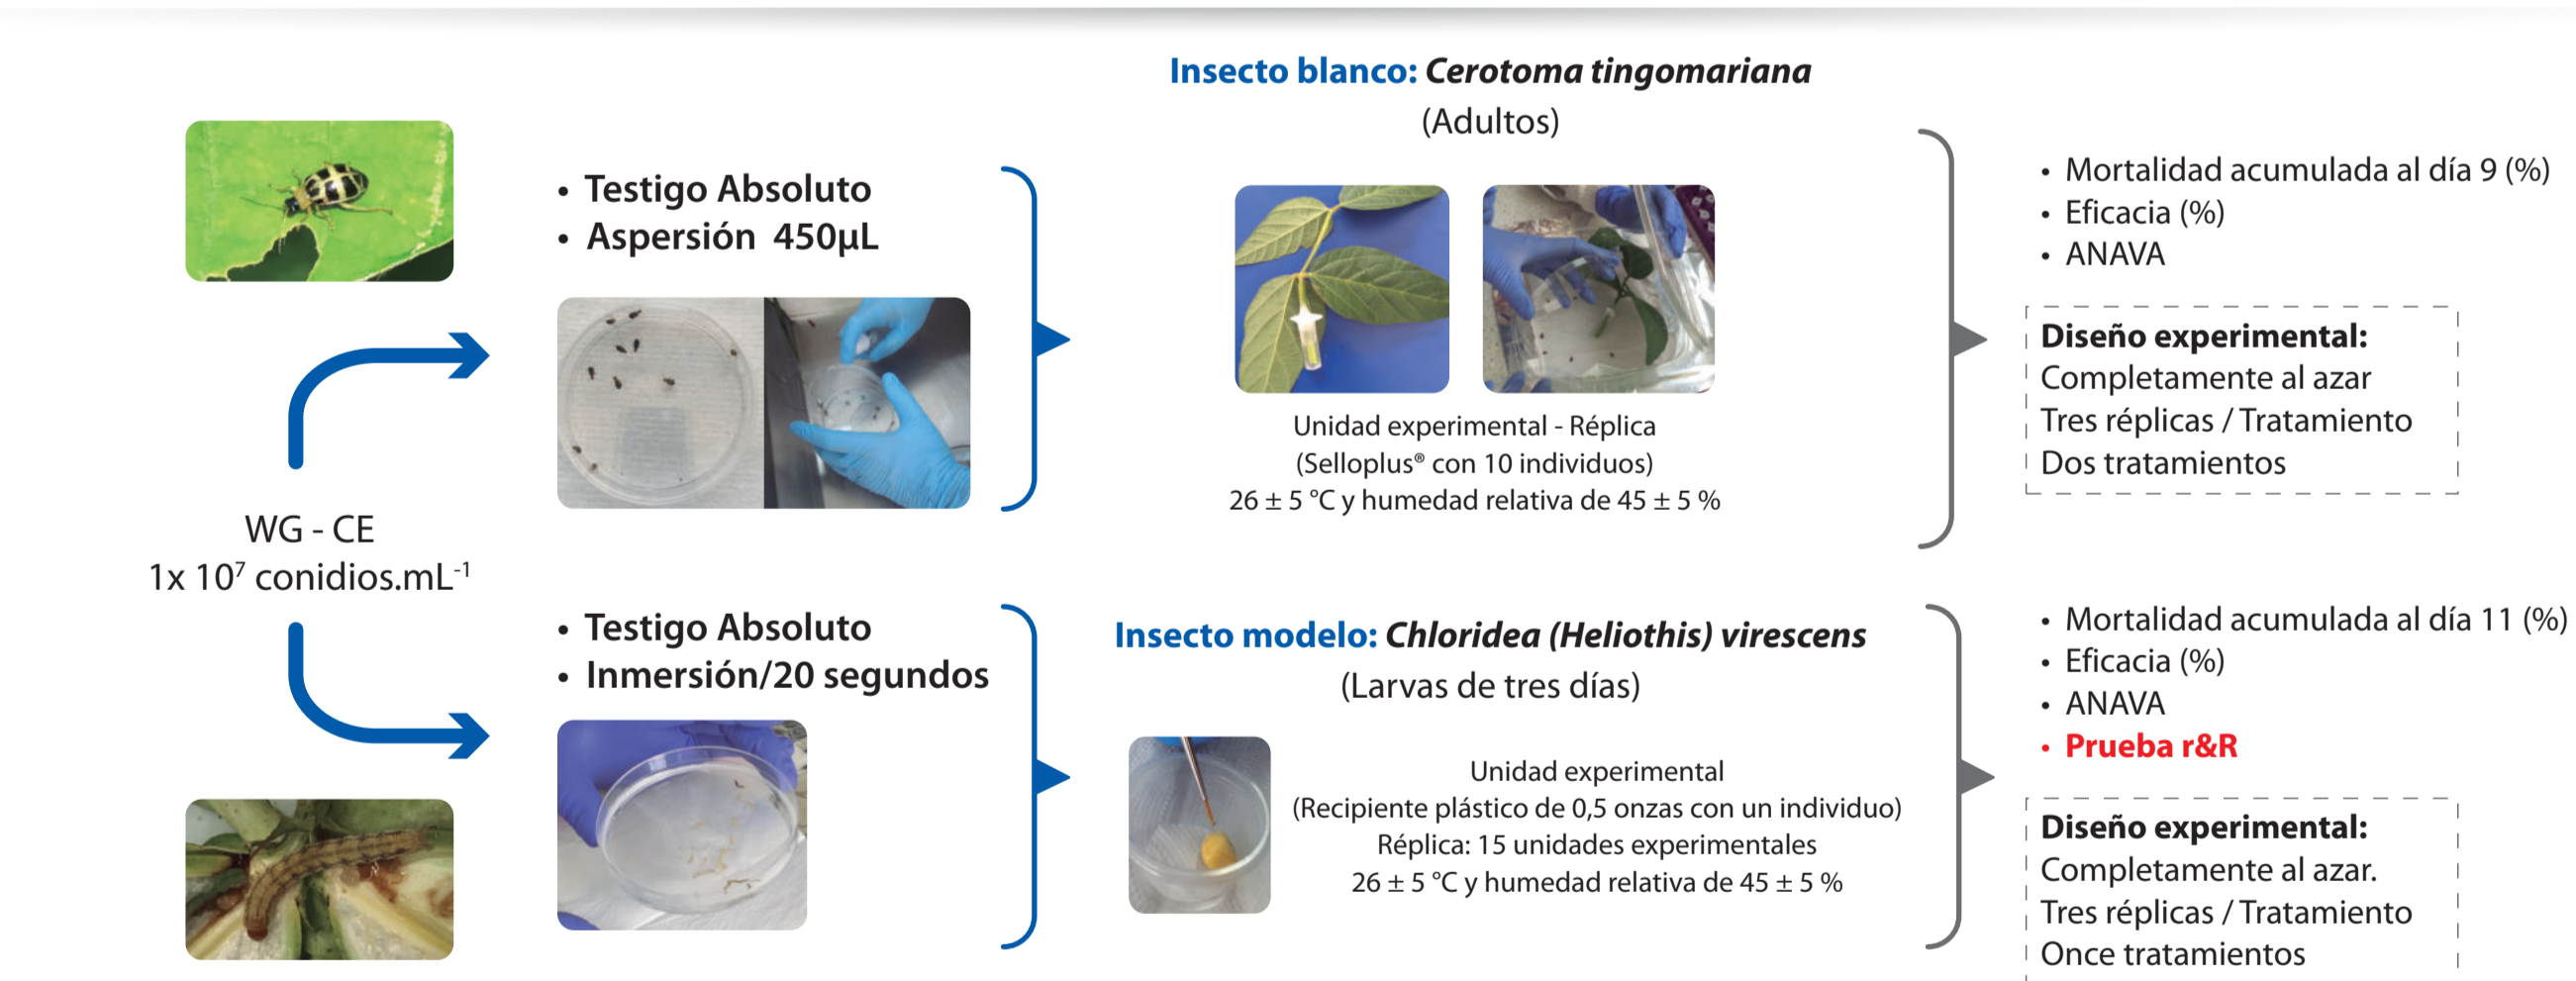 WG - CE
1x 10⁷ conidios.mL⁻¹
• Testigo Absoluto
• Aspersión 450µL
Insecto blanco: Cerotoma tingomariana
(Adultos)
Unidad experimental - Réplica
(Selloplus® con 10 individuos)
26 ± 5 °C y humedad relativa de 45 ± 5 %
• Mortalidad acumulada al día 9 (%)
• Eficacia (%)
• ANAVA
Diseño experimental:
Completamente al azar
Tres réplicas / Tratamiento
Dos tratamientos
• Testigo Absoluto
• Inmersión/20 segundos
Insecto modelo: Chloridea (Heliothis) virescens
(Larvas de tres días)
Unidad experimental
(Recipiente plástico de 0,5 onzas con un individuo)
Réplica: 15 unidades experimentales
26 ± 5 °C y humedad relativa de 45 ± 5 %
• Mortalidad acumulada al día 11 (%)
• Eficacia (%)
• ANAVA
• Prueba r&R
Diseño experimental:
Completamente al azar.
Tres réplicas / Tratamiento
Once tratamientos